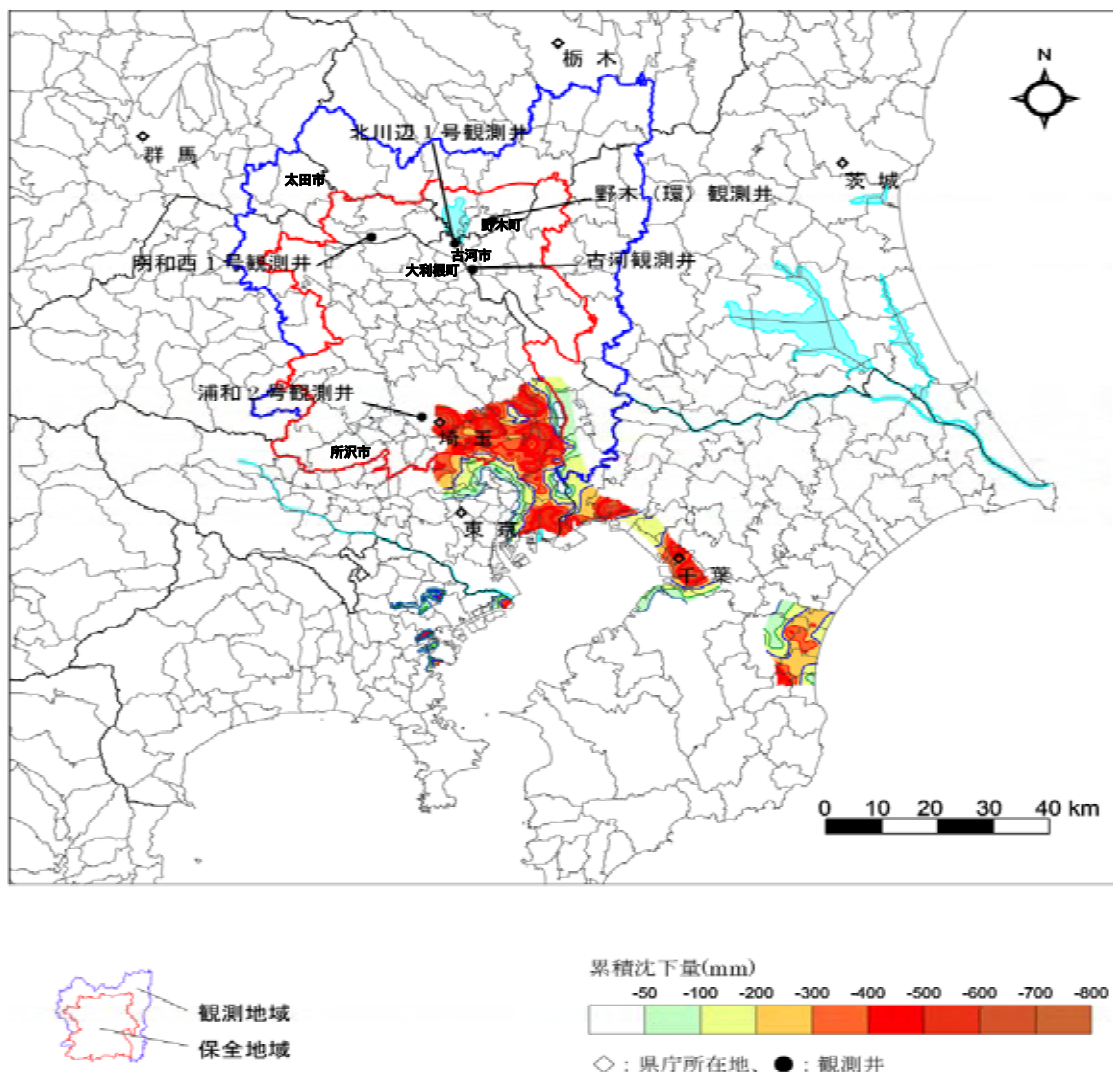 栃 木
N
北川辺１号観測井
群 馬
茨 城
太田市
野木（環）観測井
野木町
古河市
明和西１号観測井
大利根町
古河観測井
浦和２号観測井
埼 玉
所沢市
東 京
千 葉
0 10 20 30 40 km
累積沈下量(mm)
-50 -100 -200 -300 -400 -500 -600 -700 -800
観測地域
保全地域
◇：県庁所在地、●：観測井